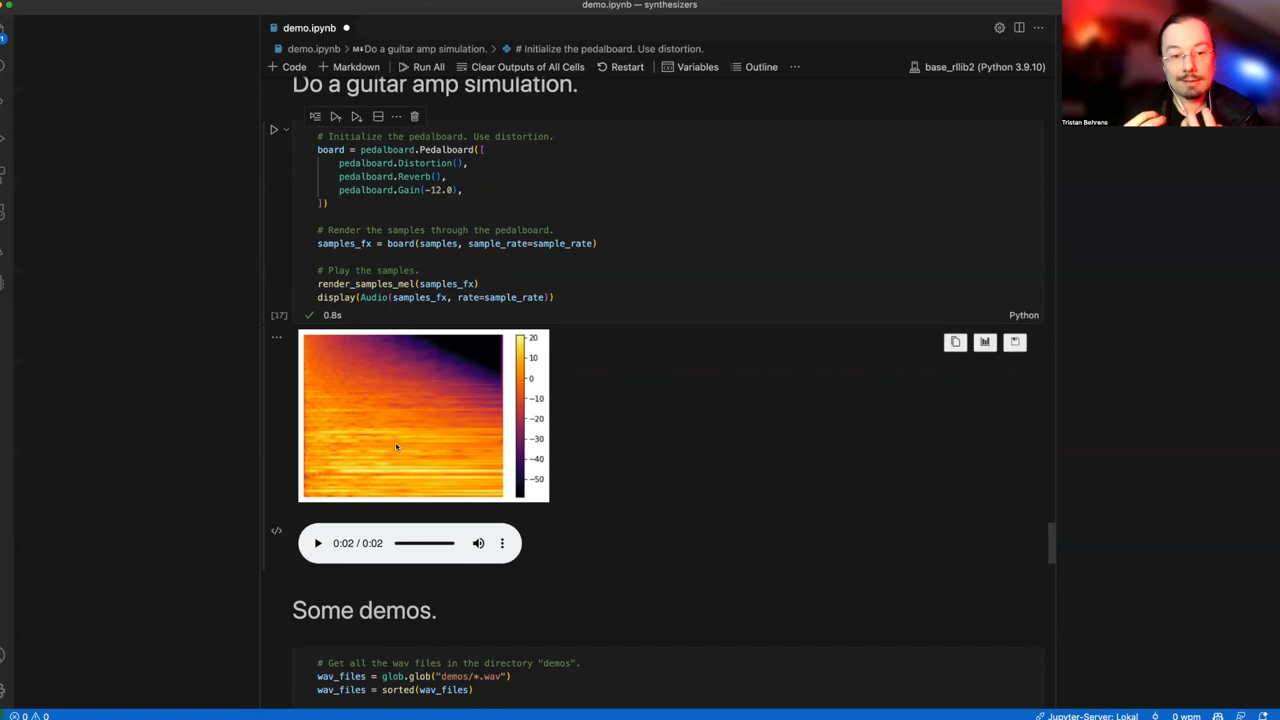 demo.ipynb — synthesizers
demo.ipynb
demo.ipynb > M↓Do a guitar amp simulation. > # Initialize the pedalboard. Use distortion.
+ Code + Markdown Run All Clear Outputs of All Cells Restart Variables Outline ... base_rllib2 (Python 3.9.10)
Do a guitar amp simulation.
# Initialize the pedalboard. Use distortion.
board = pedalboard.Pedalboard([
pedalboard.Distortion(),
pedalboard.Reverb(),
pedalboard.Gain(-12.0),
])
# Render the samples through the pedalboard.
samples_fx = board(samples, sample_rate=sample_rate)
# Play the samples.
render_samples_mel(samples_fx)
display(Audio(samples_fx, rate=sample_rate))
[17] ✓ 0.8s Python
20
10
0
−10
−20
−30
−40
−50
0:02 / 0:02
Some demos.
# Get all the wav files in the directory "demos".
wav_files = glob.glob("demos/*.wav")
wav_files = sorted(wav_files)
0 0 Jupyter-Server: Lokal 0 wpm
Tristan Behrens
1